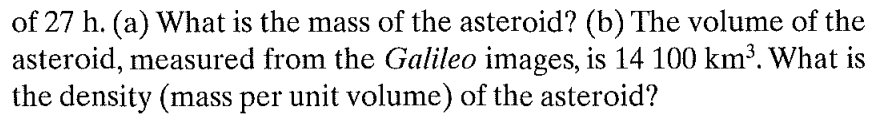 of 27 h. (a) What is the mass of the asteroid? (b) The volume of the
asteroid, measured from the Galileo images, is 14 100 km³. What is
the density (mass per unit volume) of the asteroid?